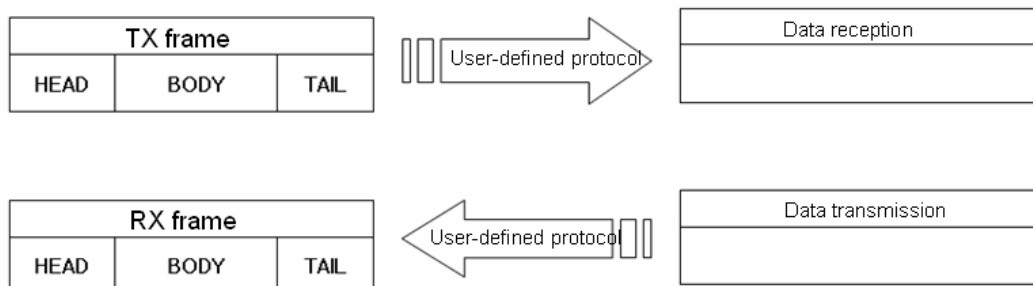 TX frame
HEAD BODY TAIL
User-defined protocol
Data reception
RX frame
HEAD BODY TAIL
User-defined protocol
Data transmission